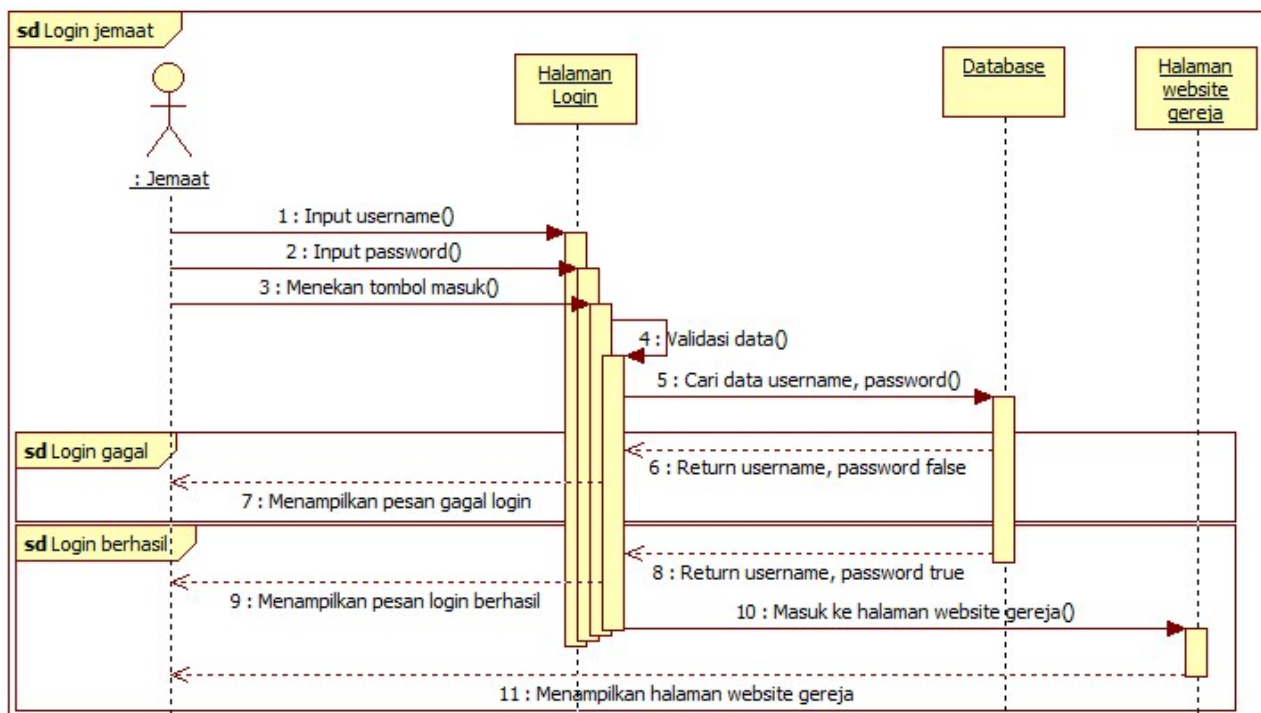 sd Login jemaat
Halaman
Login
Database
Halaman
website
gereja
: Jemaat
1 : Input username()
2 : Input password()
3 : Menekan tombol masuk()
4 : Validasi data()
5 : Cari data username, password()
sd Login gagal
6 : Return username, password false
7 : Menampilkan pesan gagal login
sd Login berhasil
8 : Return username, password true
9 : Menampilkan pesan login berhasil
10 : Masuk ke halaman website gereja()
11 : Menampilkan halaman website gereja